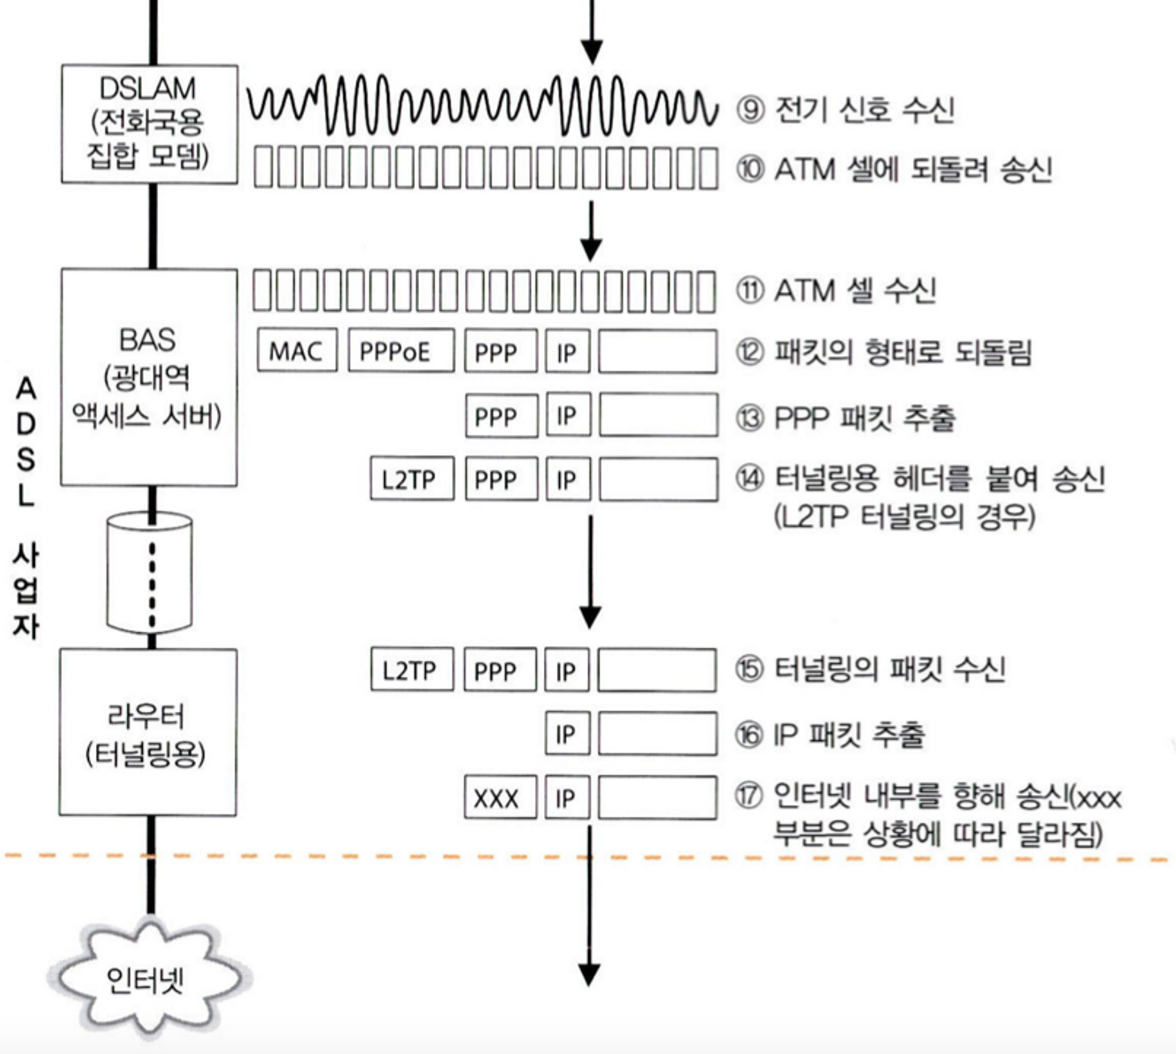 DSLAM
(전화국용
집합 모뎀)
⑨ 전기 신호 수신
⑩ ATM 셀에 되돌려 송신
ADSL 사업자
BAS
(광대역
액세스 서버)
⑪ ATM 셀 수신
MAC PPPoE PPP IP
⑫ 패킷의 형태로 되돌림
PPP IP
⑬ PPP 패킷 추출
L2TP PPP IP
⑭ 터널링용 헤더를 붙여 송신
(L2TP 터널링의 경우)
라우터
(터널링용)
L2TP PPP IP
⑮ 터널링의 패킷 수신
IP
⑯ IP 패킷 추출
XXX IP
⑰ 인터넷 내부를 향해 송신(xxx
부분은 상황에 따라 달라짐)
인터넷